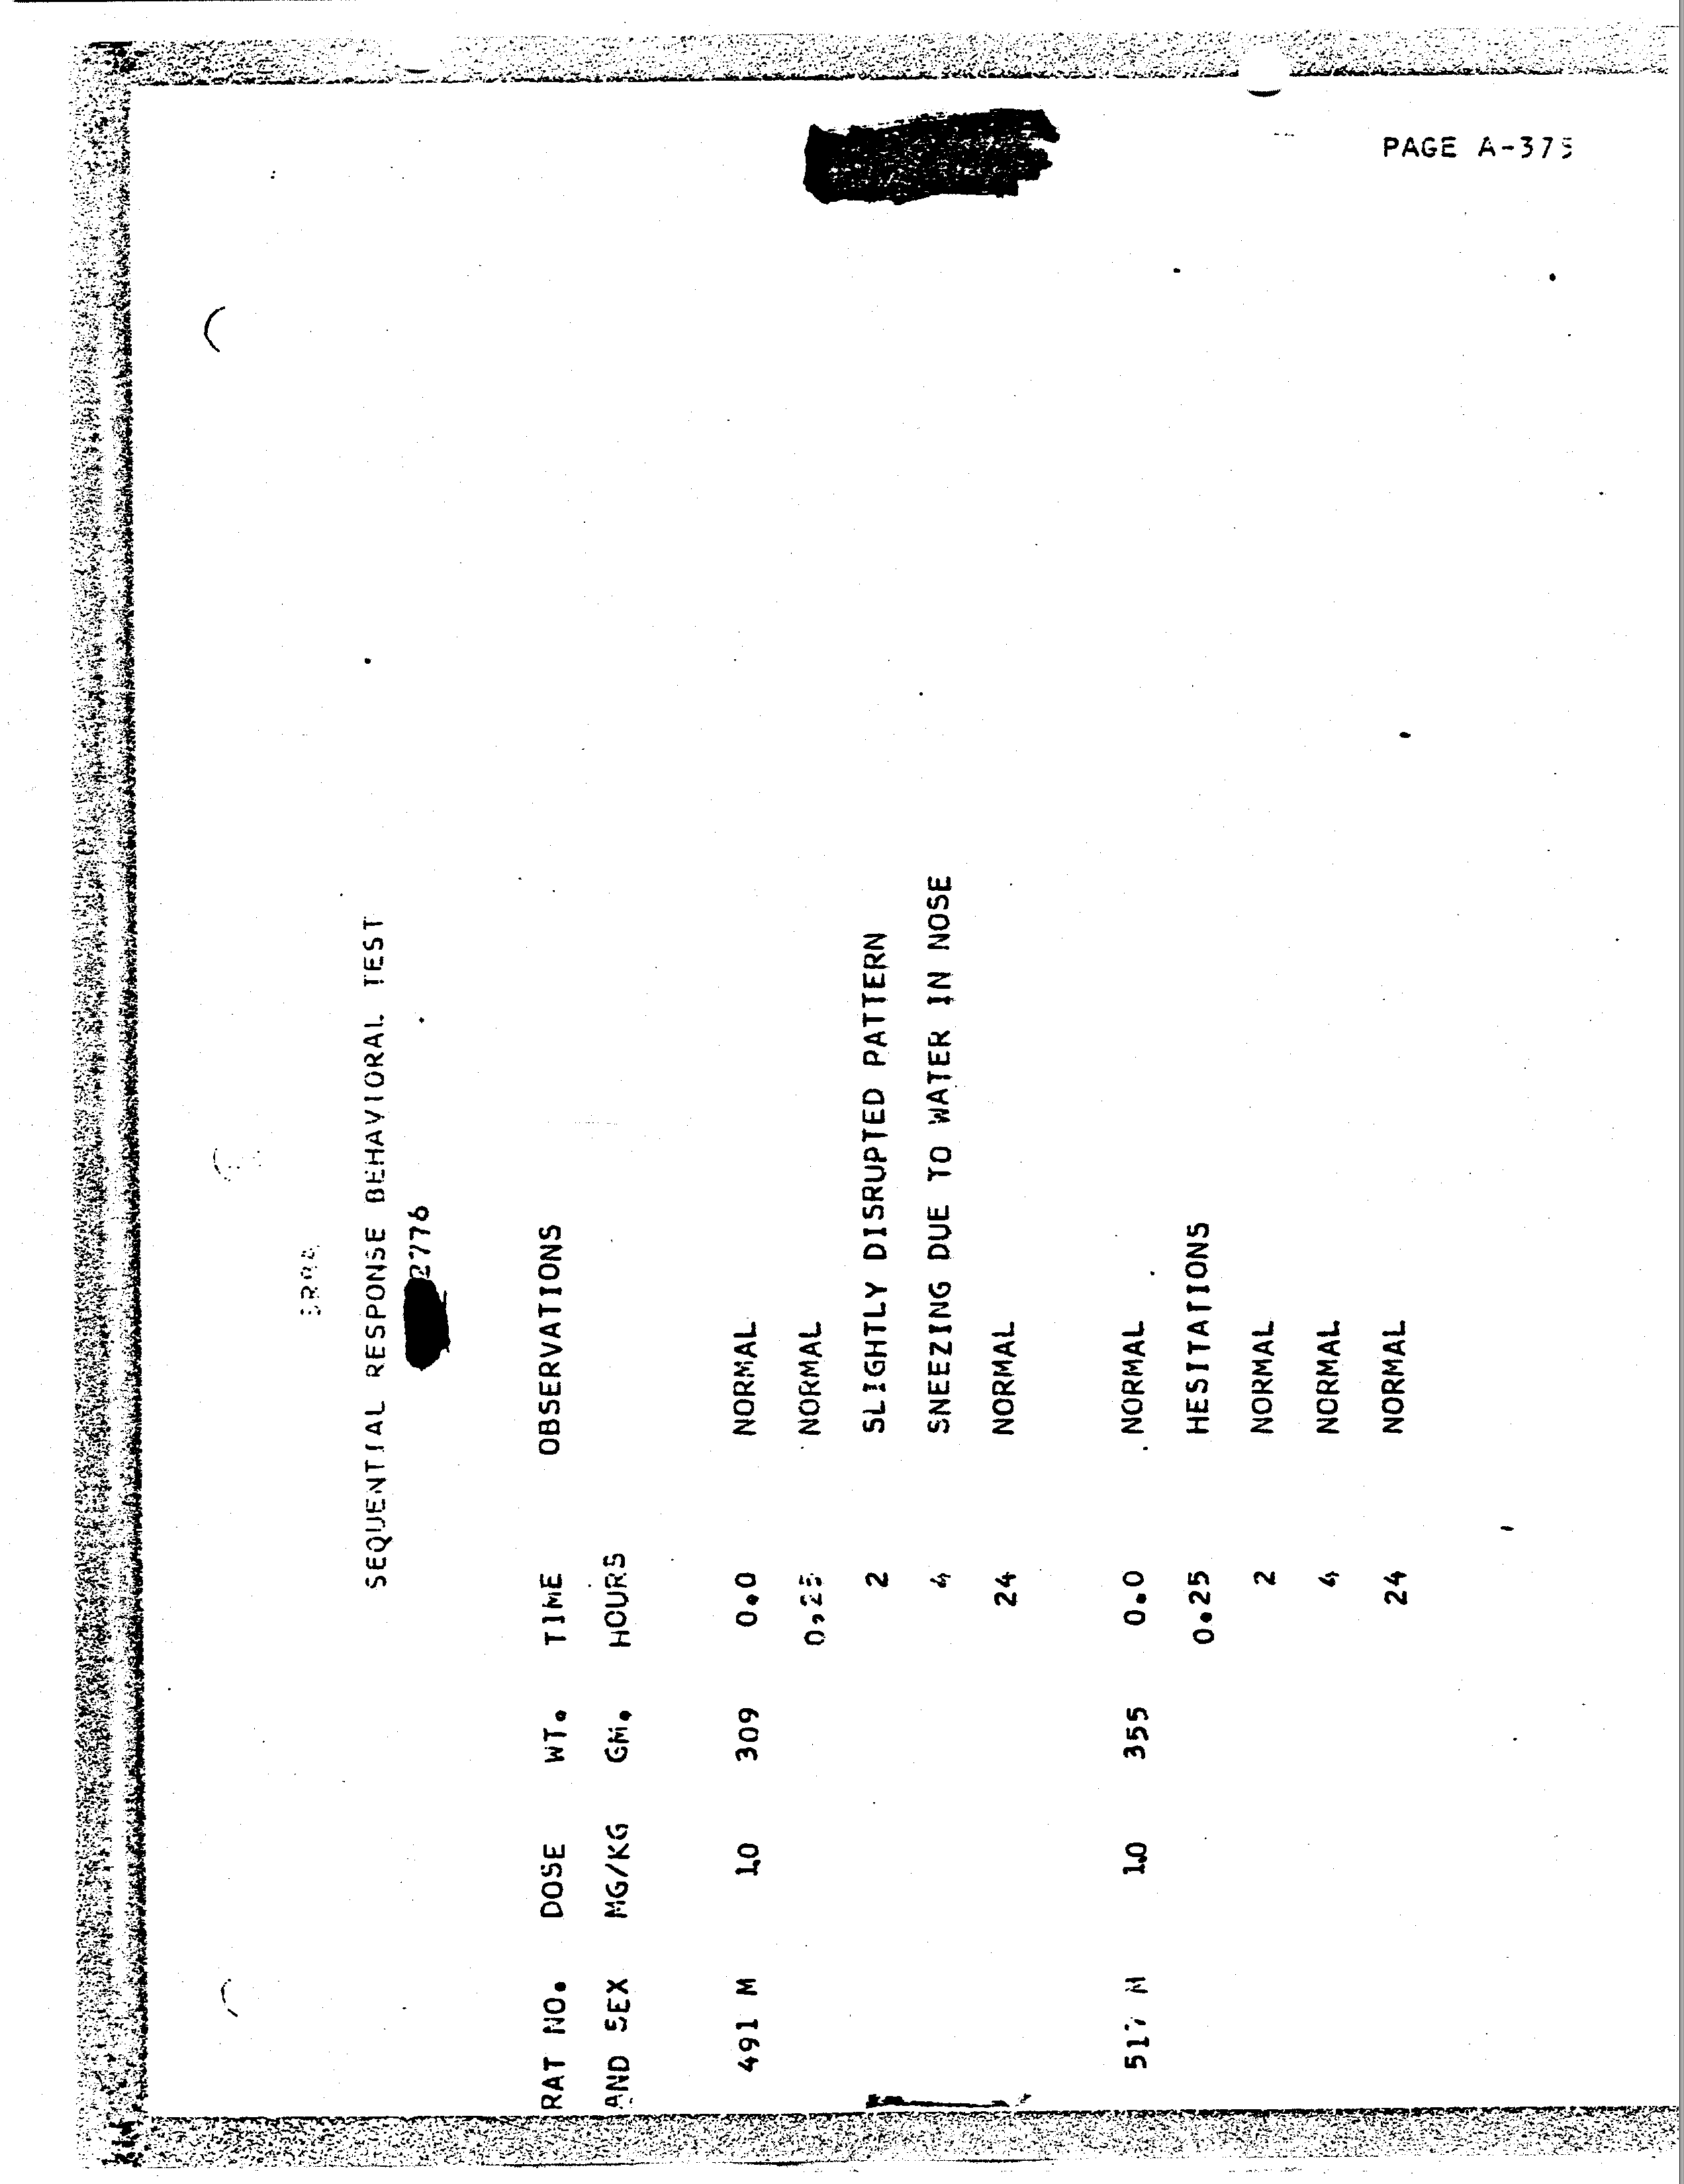 PAGE A-375
SEQUENTIAL RESPONSE BEHAVIORAL TEST
2776
RAT NO. DOSE WT. TIME OBSERVATIONS
AND SEX MG/KG GM. HOURS
491 M 10 309 0.0 NORMAL
0.25 NORMAL
2 SLIGHTLY DISRUPTED PATTERN
4 SNEEZING DUE TO WATER IN NOSE
24 NORMAL
517 M 10 355 0.0 NORMAL
0.25 HESITATIONS
2 NORMAL
4 NORMAL
24 NORMAL